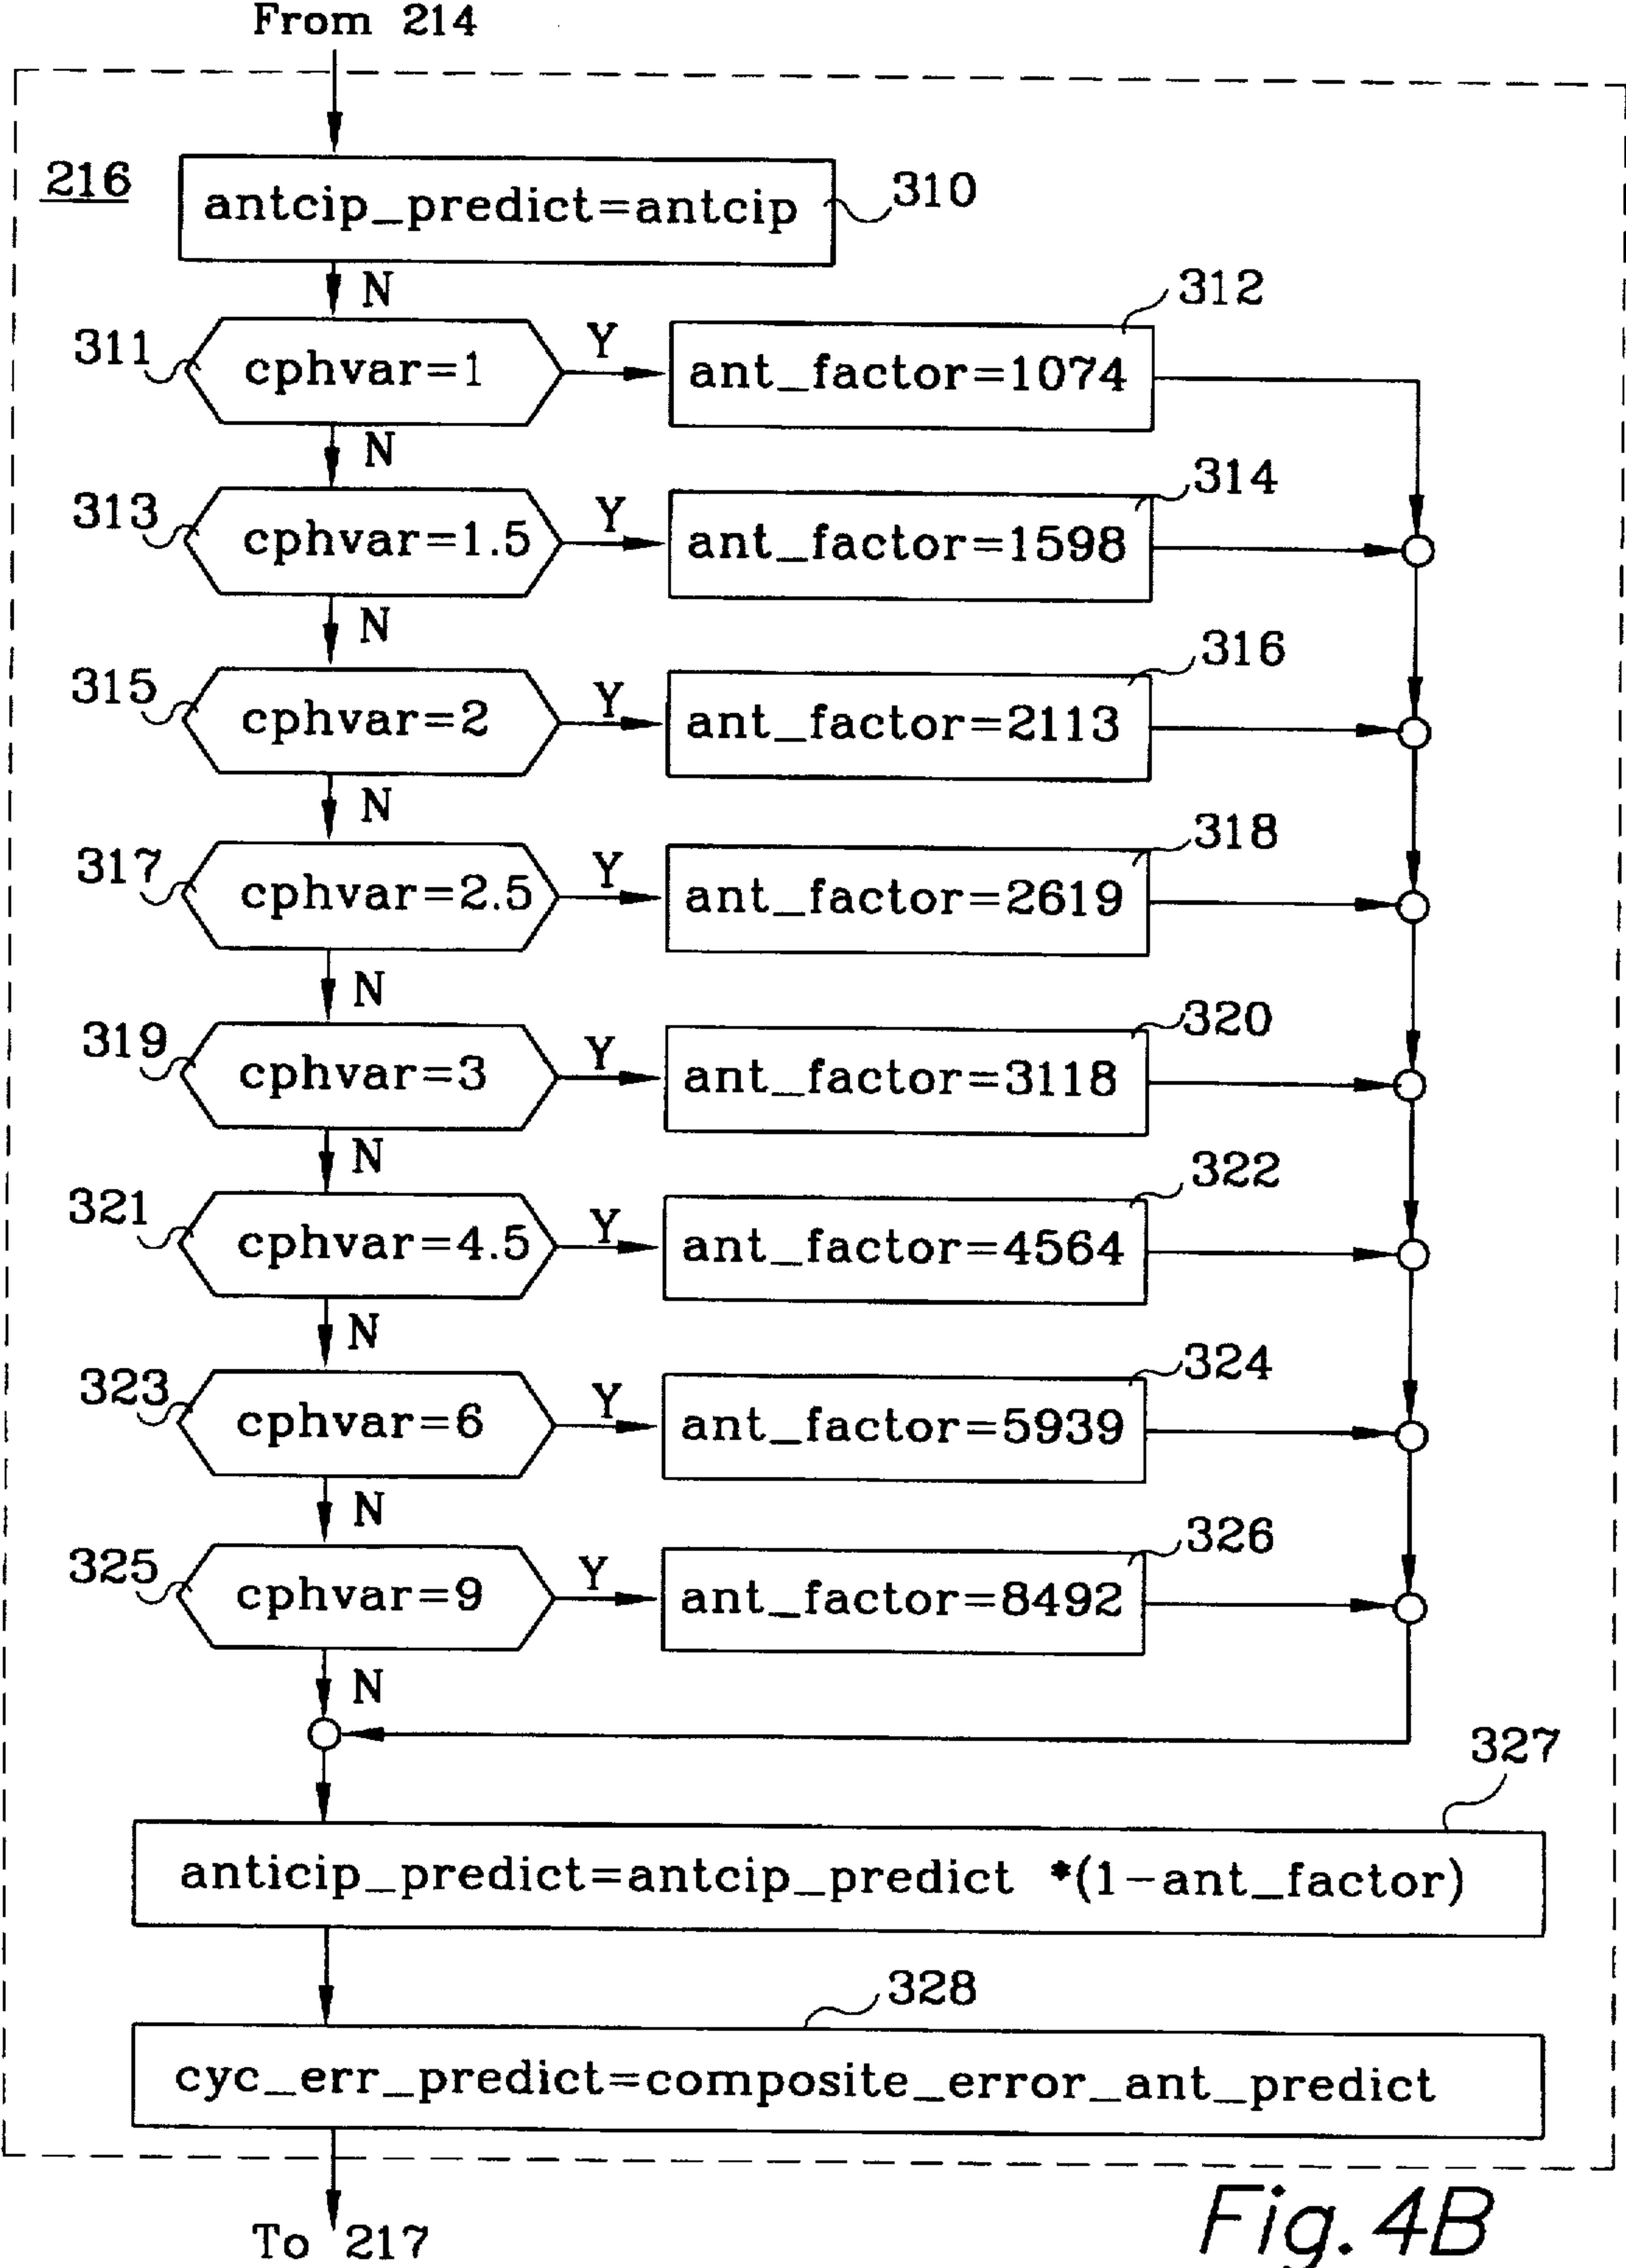 From 214
216
antcip_predict=antcip
310
N
312
311
cphvar=1
Y
ant_factor=1074
N
314
313
cphvar=1.5
Y
ant_factor=1598
N
316
315
cphvar=2
Y
ant_factor=2113
N
318
317
cphvar=2.5
Y
ant_factor=2619
N
320
319
cphvar=3
Y
ant_factor=3118
N
322
321
cphvar=4.5
Y
ant_factor=4564
N
324
323
cphvar=6
Y
ant_factor=5939
N
326
325
cphvar=9
Y
ant_factor=8492
N
327
anticip_predict=antcip_predict *(1-ant_factor)
328
cyc_err_predict=composite_error_ant_predict
To 217
Fig.4B